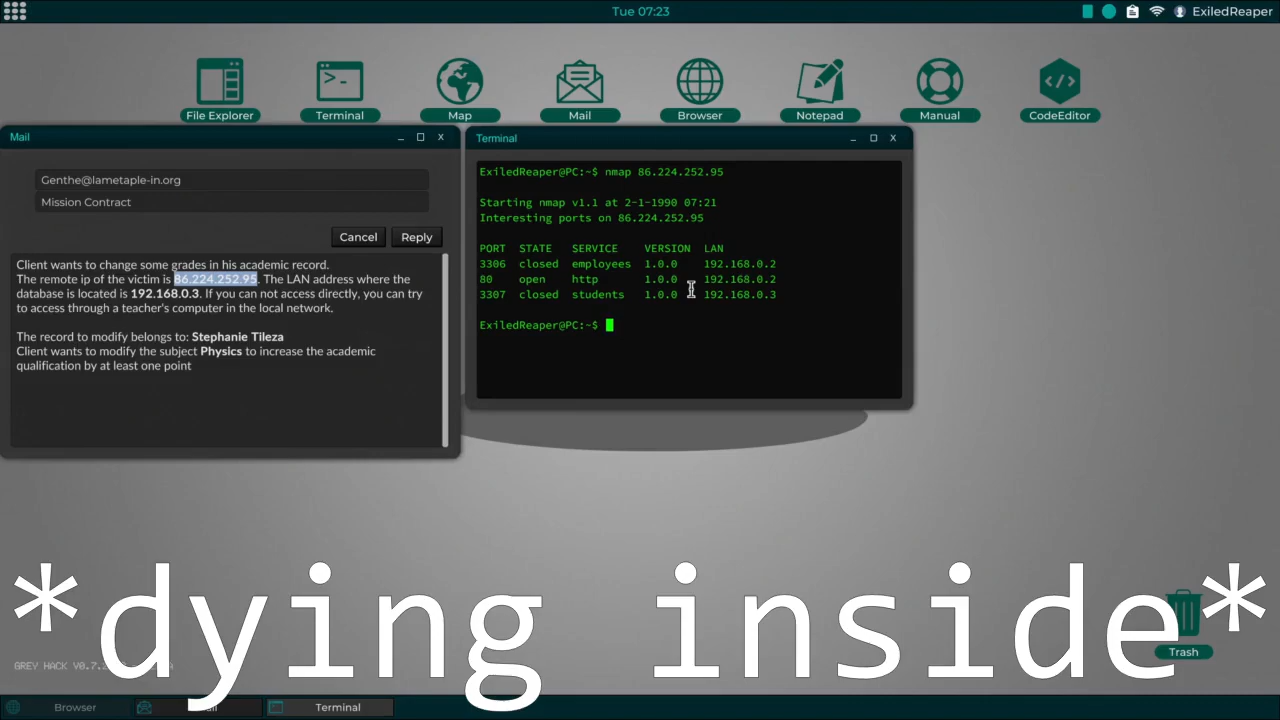 Tue 07:23
ExiledReaper
File Explorer
Terminal
Map
Mail
Browser
Notepad
Manual
CodeEditor
Mail
Genthe@lametaple-in.org
Mission Contract
Cancel
Reply
Client wants to change some grades in his academic record.
The remote ip of the victim is 86.224.252.95. The LAN address where the
database is located is 192.168.0.3. If you can not access directly, you can try
to access through a teacher's computer in the local network.
The record to modify belongs to: Stephanie Tileza
Client wants to modify the subject Physics to increase the academic
qualification by at least one point
Terminal
ExiledReaper@PC:~$ nmap 86.224.252.95
Starting nmap v1.1 at 2-1-1990 07:21
Interesting ports on 86.224.252.95
PORT STATE SERVICE VERSION LAN
3306 closed employees 1.0.0 192.168.0.2
80 open http 1.0.0 192.168.0.2
3307 closed students 1.0.0 192.168.0.3
ExiledReaper@PC:~$
*dying inside*
Trash
GREY HACK
Browser
Terminal